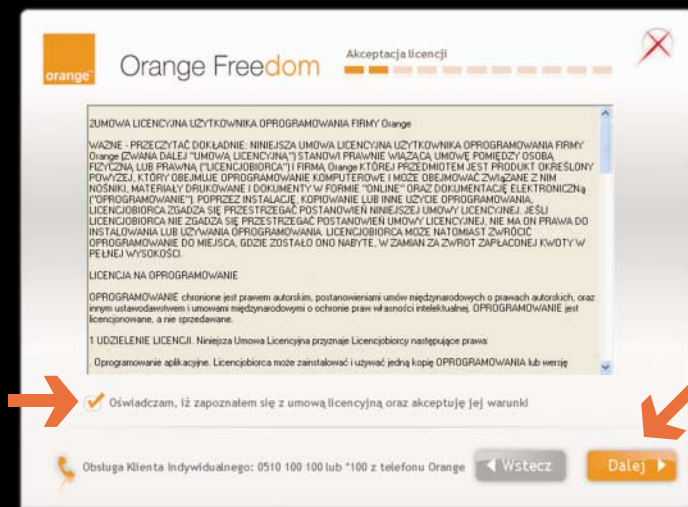 orange™
Orange Freedom
Akceptacja licencji
2UMOWA LICENCYJNA UŻYTKOWNIKA OPROGRAMOWANIA FIRMY Orange
WAŻNE - PRZECZYTAĆ DOKŁADNIE: NINIEJSZA UMOWA LICENCYJNA UŻYTKOWNIKA OPROGRAMOWANIA FIRMY
Orange (ZWANA DALEJ "UMOWĄ LICENCYJNĄ") STANOWI PRAWNIE WIĄŻĄCĄ UMOWĘ POMIĘDZY OSOBĄ
FIZYCZNĄ LUB PRAWNĄ ("LICENCJOBIORCA") I FIRMĄ Orange KTÓREJ PRZEDMIOTEM JEST PRODUKT OKREŚLONY
POWYŻEJ, KTÓRY OBEJMUJE OPROGRAMOWANIE KOMPUTEROWE I MOŻE OBEJMOWAĆ ZWIĄZANE Z NIM
NOŚNIKI, MATERIAŁY DRUKOWANE I DOKUMENTY W FORMIE "ONLINE" ORAZ DOKUMENTACJĘ ELEKTRONICZNą
("OPROGRAMOWANIE"). POPRZEZ INSTALACJĘ, KOPIOWANIE LUB INNE UŻYCIE OPROGRAMOWANIA,
LICENCJOBIORCA ZGADZA SIĘ PRZESTRZEGAĆ POSTANOWIEŃ NINIEJSZEJ UMOWY LICENCYJNEJ. JEŚLI
LICENCJOBIORCA NIE ZGADZA SIĘ PRZESTRZEGAĆ POSTANOWIEŃ UMOWY LICENCYJNEJ, NIE MA ON PRAWA DO
INSTALOWANIA LUB UŻYWANIA OPROGRAMOWANIA. LICENCJOBIORCA MOŻE NATOMIAST ZWRÓCIĆ
OPROGRAMOWANIE DO MIEJSCA, GDZIE ZOSTAŁO ONO NABYTE, W ZAMIAN ZA ZWROT ZAPŁACONEJ KWOTY W
PEŁNEJ WYSOKOŚCI.
LICENCJA NA OPROGRAMOWANIE
OPROGRAMOWANIE chronione jest prawem autorskim, postanowieniami umów międzynarodowych o prawach autorskich, oraz
innym ustawodawstwem i umowami międzynarodowymi o ochronie praw własności intelektualnej. OPROGRAMOWANIE jest
licencjonowane, a nie sprzedawane.
1 UDZIELENIE LICENCJI. Niniejsza Umowa Licencyjna przyznaje Licencjobiorcy następujące prawa:
Oprogramowanie aplikacyjne. Licencjobiorca może zainstalować i używać jedną kopię OPROGRAMOWANIA lub wersję
Oświadczam, iż zapoznałem się z umową licencyjną oraz akceptuję jej warunki
Obsługa Klienta Indywidualnego: 0510 100 100 lub *100 z telefonu Orange
Wstecz
Dalej